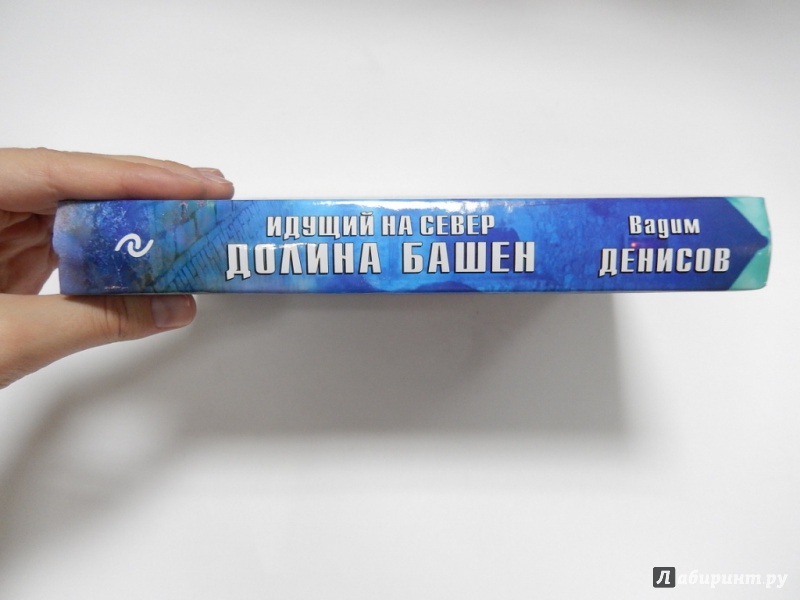 ИДУЩИЙ НА СЕВЕР
ДОЛИНА БАШЕН
Вадим
ДЕНИСОВ
Лабиринт.ру